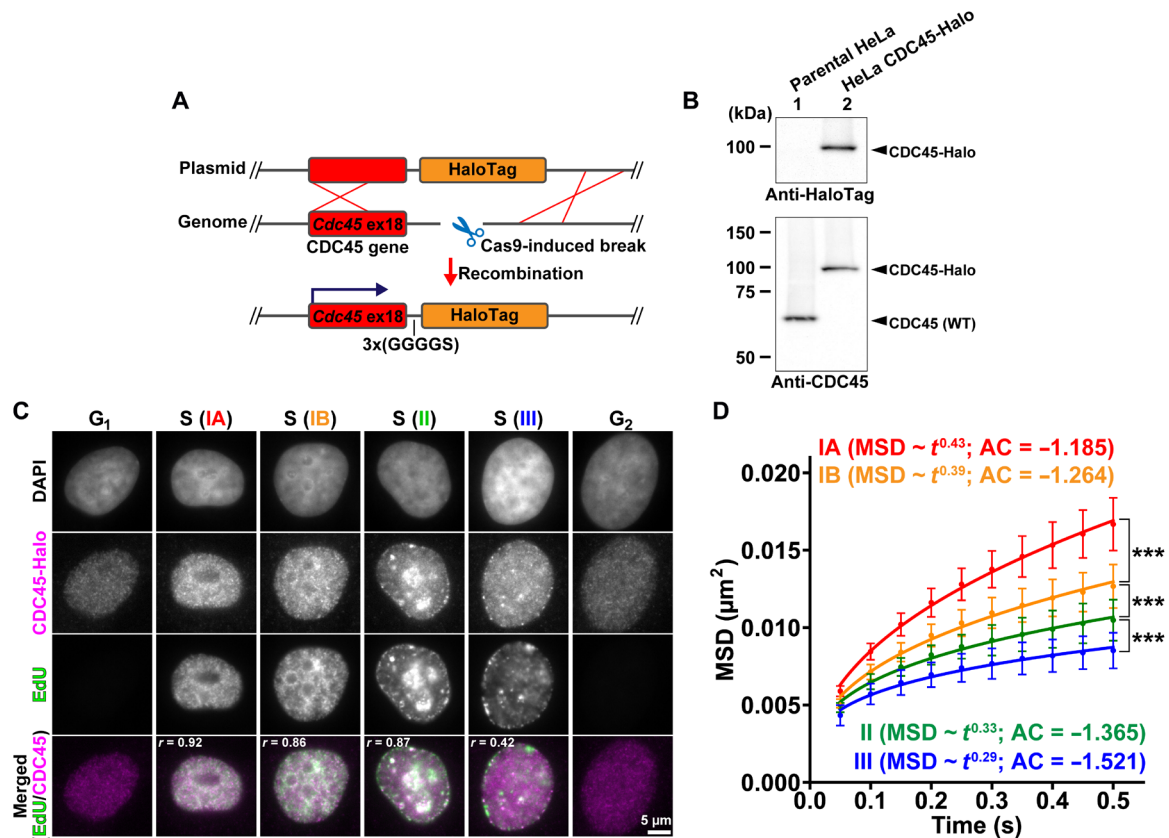 A
Plasmid
//
HaloTag
//
Genome
//
Cdc45 ex18
//
CDC45 gene
Cas9-induced break
Recombination
//
Cdc45 ex18
HaloTag
//
3x(GGGGS)
B
Parental HeLa
HeLa CDC45-Halo
(kDa)
1
2
100
CDC45-Halo
Anti-HaloTag
150
100
CDC45-Halo
75
CDC45 (WT)
50
Anti-CDC45
C
G1
S (IA)
S (IB)
S (II)
S (III)
G2
DAPI
CDC45-Halo
EdU
Merged
(EdU/CDC45)
r = 0.92
r = 0.86
r = 0.87
r = 0.42
5 µm
D
IA (MSD ~ t^0.43; AC = –1.185)
IB (MSD ~ t^0.39; AC = –1.264)
0.020
0.015
0.010
0.005
0.000
MSD (µm²)
***
***
***
II (MSD ~ t^0.33; AC = –1.365)
III (MSD ~ t^0.29; AC = –1.521)
0.0 0.1 0.2 0.3 0.4 0.5
Time (s)